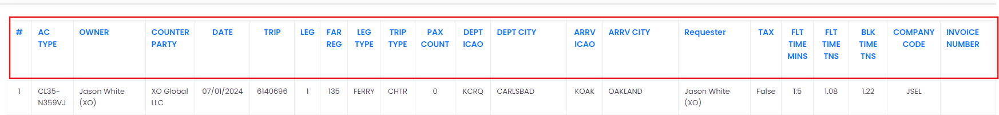 # AC TYPE OWNER COUNTER PARTY DATE TRIP LEG FAR REG LEG TYPE TRIP TYPE PAX COUNT DEPT ICAO DEPT CITY ARRV ICAO ARRV CITY Requester TAX FLT TIME MINS FLT TIME TNS BLK TIME TNS COMPANY CODE INVOICE NUMBER
1 CL35-N359VJ Jason White (XO) XO Global LLC 07/01/2024 6140696 1 135 FERRY CHTR 0 KCRQ CARLSBAD KOAK OAKLAND Jason White (XO) False 1:5 1.08 1.22 JSEL